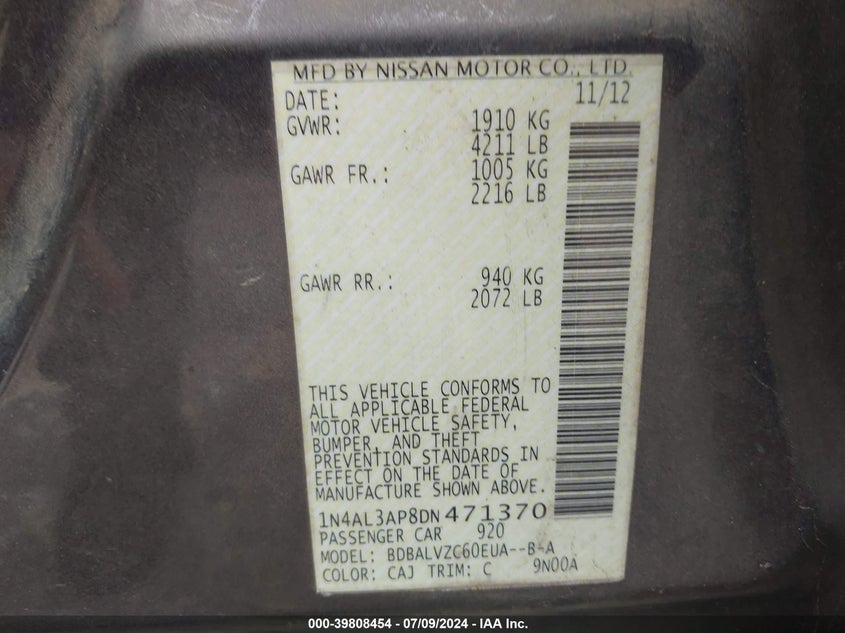 MFD BY NISSAN MOTOR CO., LTD.
DATE: 11/12
GVWR: 1910 KG
4211 LB
GAWR FR.: 1005 KG
2216 LB
GAWR RR.: 940 KG
2072 LB
THIS VEHICLE CONFORMS TO
ALL APPLICABLE FEDERAL
MOTOR VEHICLE SAFETY,
BUMPER, AND THEFT
PREVENTION STANDARDS IN
EFFECT ON THE DATE OF
MANUFACTURE SHOWN ABOVE.
1N4AL3AP8DN471370
PASSENGER CAR 920
MODEL: BDBALVZC60EUA--B-A
COLOR: CAJ TRIM: C 9N00A
000-39808454 - 07/09/2024 - IAA Inc.